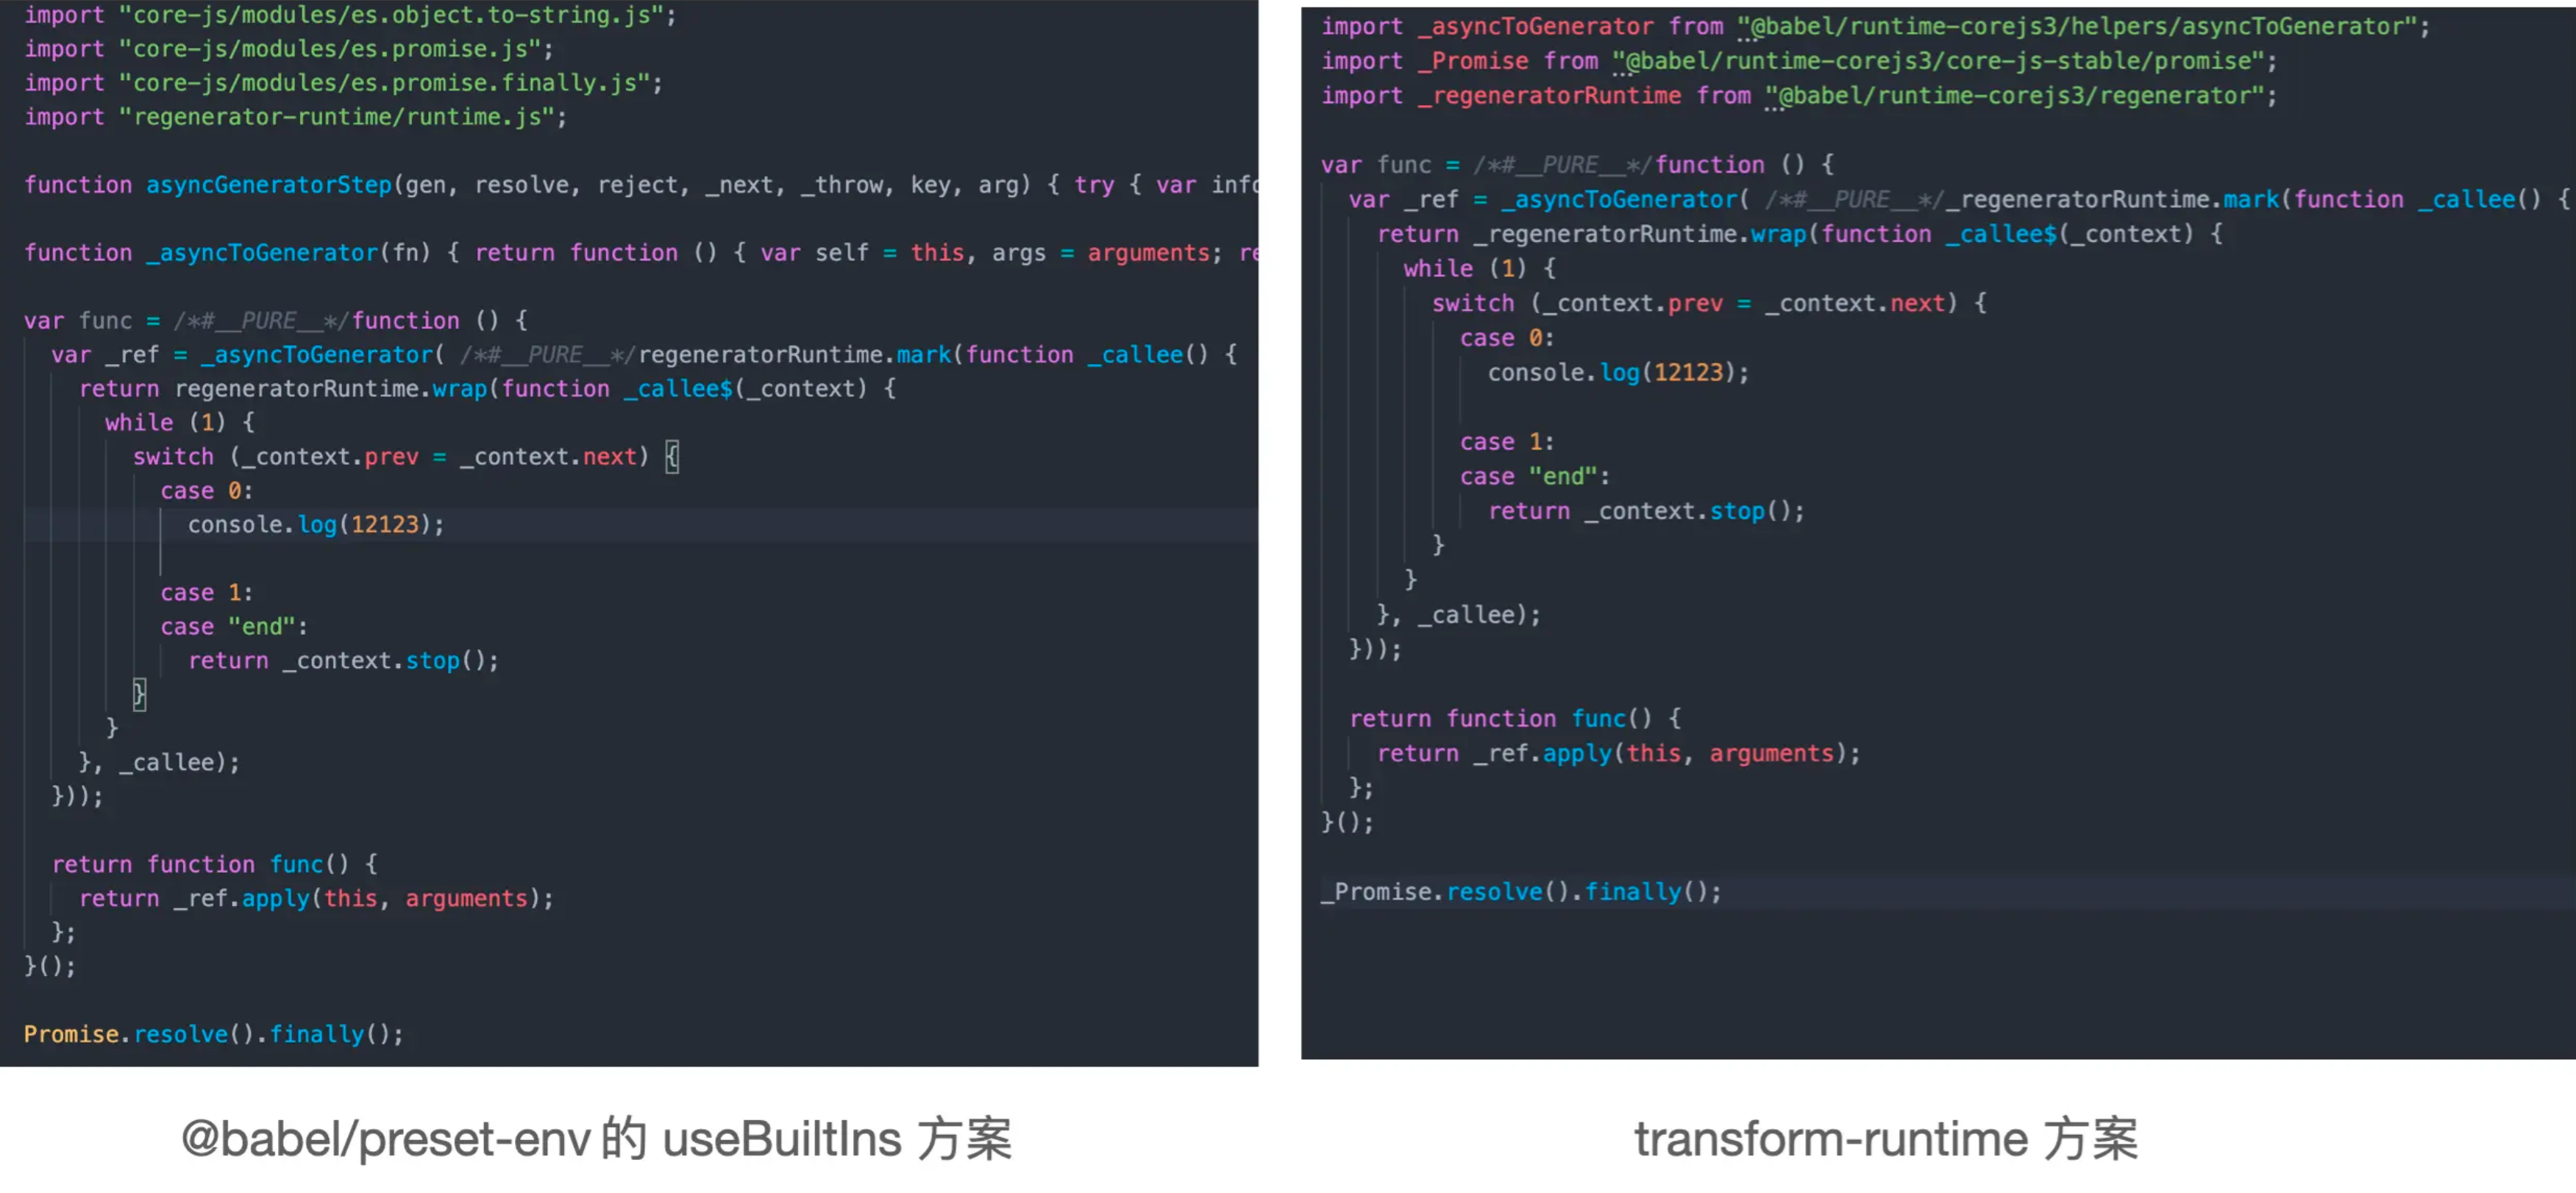 import "core-js/modules/es.object.to-string.js";
import "core-js/modules/es.promise.js";
import "core-js/modules/es.promise.finally.js";
import "regenerator-runtime/runtime.js";
function asyncGeneratorStep(gen, resolve, reject, _next, _throw, key, arg) { try { var info
function _asyncToGenerator(fn) { return function () { var self = this, args = arguments; re
var func = /*#__PURE__*/function () {
var _ref = _asyncToGenerator( /*#__PURE__*/regeneratorRuntime.mark(function _callee() {
return regeneratorRuntime.wrap(function _callee$(_context) {
while (1) {
switch (_context.prev = _context.next) {
case 0:
console.log(12123);
case 1:
case "end":
return _context.stop();
}
}
}, _callee);
}));
return function func() {
return _ref.apply(this, arguments);
};
}();
Promise.resolve().finally();
@babel/preset-env 的 useBuiltIns 方案
import _asyncToGenerator from "@babel/runtime-corejs3/helpers/asyncToGenerator";
import _Promise from "@babel/runtime-corejs3/core-js-stable/promise";
import _regeneratorRuntime from "@babel/runtime-corejs3/regenerator";
var func = /*#__PURE__*/function () {
var _ref = _asyncToGenerator( /*#__PURE__*/_regeneratorRuntime.mark(function _callee() {
return _regeneratorRuntime.wrap(function _callee$(_context) {
while (1) {
switch (_context.prev = _context.next) {
case 0:
console.log(12123);
case 1:
case "end":
return _context.stop();
}
}
}, _callee);
}));
return function func() {
return _ref.apply(this, arguments);
};
}();
_Promise.resolve().finally();
transform-runtime 方案